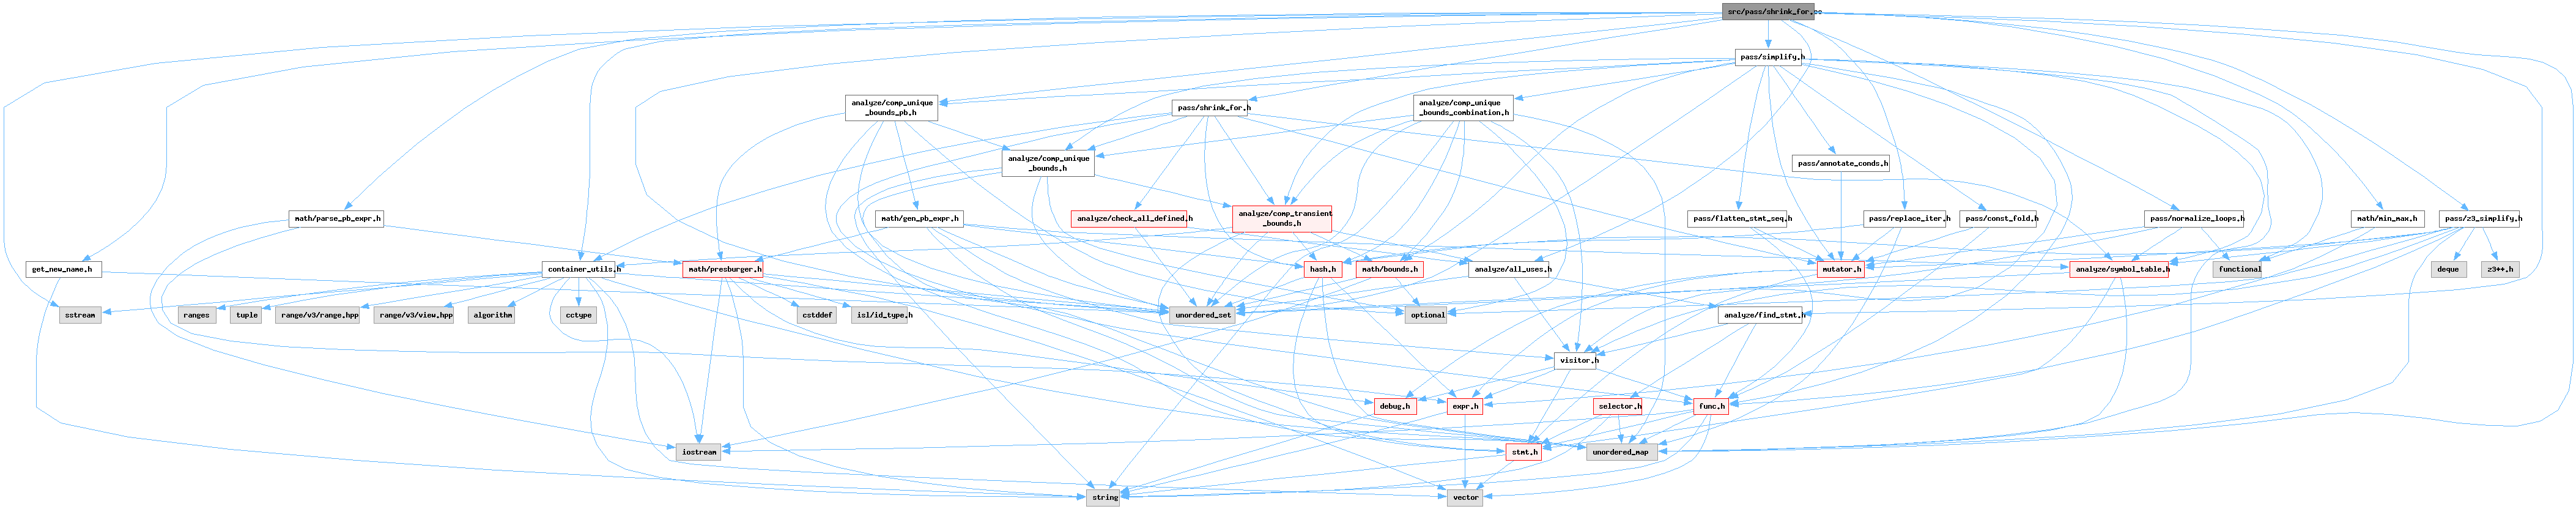 src/pass/shrink_for.cc
pass/simplify.h
analyze/comp_unique
_bounds_pb.h
pass/shrink_for.h
analyze/comp_unique
_bounds_combination.h
analyze/comp_unique
_bounds.h
pass/annotate_conds.h
math/parse_pb_expr.h
math/gen_pb_expr.h
analyze/check_all_defined.h
analyze/comp_transient
_bounds.h
pass/flatten_stmt_seq.h
pass/replace_iter.h
pass/const_fold.h
pass/normalize_loops.h
math/min_max.h
pass/z3_simplify.h
get_new_name.h
container_utils.h
math/presburger.h
hash.h
math/bounds.h
analyze/all_uses.h
mutator.h
analyze/symbol_table.h
functional
deque
z3++.h
sstream
ranges
tuple
range/v3/range.hpp
range/v3/view.hpp
algorithm
cctype
unordered_set
optional
cstddef
isl/id_type.h
analyze/find_stmt.h
visitor.h
debug.h
expr.h
selector.h
func.h
iostream
stmt.h
unordered_map
string
vector